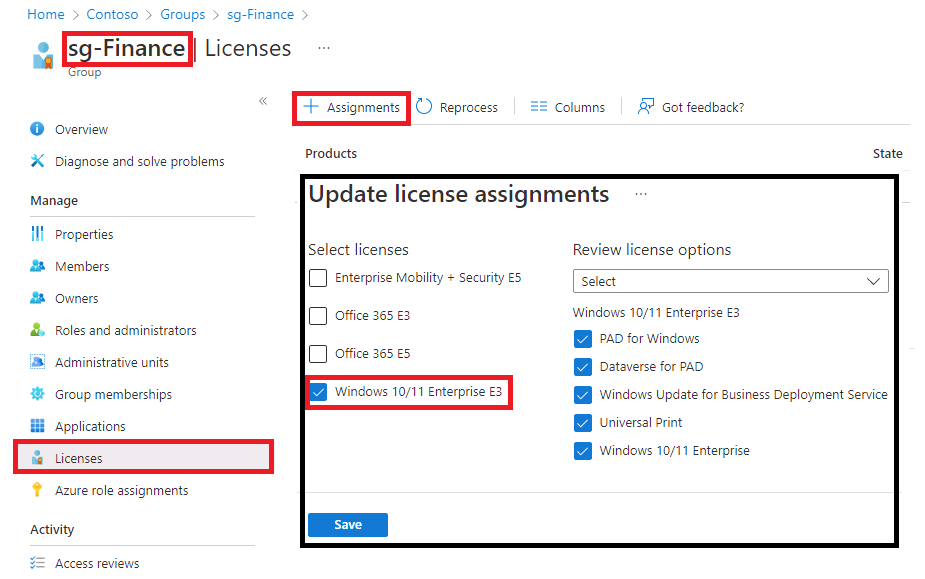 Home > Contoso > Groups > sg-Finance >
sg-Finance | Licenses ...
Group
«
Overview
Diagnose and solve problems
Manage
Properties
Members
Owners
Roles and administrators
Administrative units
Group memberships
Applications
Licenses
Azure role assignments
Activity
Access reviews
+ Assignments Reprocess Columns Got feedback?
Products State
Update license assignments ...
Select licenses
Enterprise Mobility + Security E5
Office 365 E3
Office 365 E5
Windows 10/11 Enterprise E3
Review license options
Select
Windows 10/11 Enterprise E3
PAD for Windows
Dataverse for PAD
Windows Update for Business Deployment Service
Universal Print
Windows 10/11 Enterprise
Save